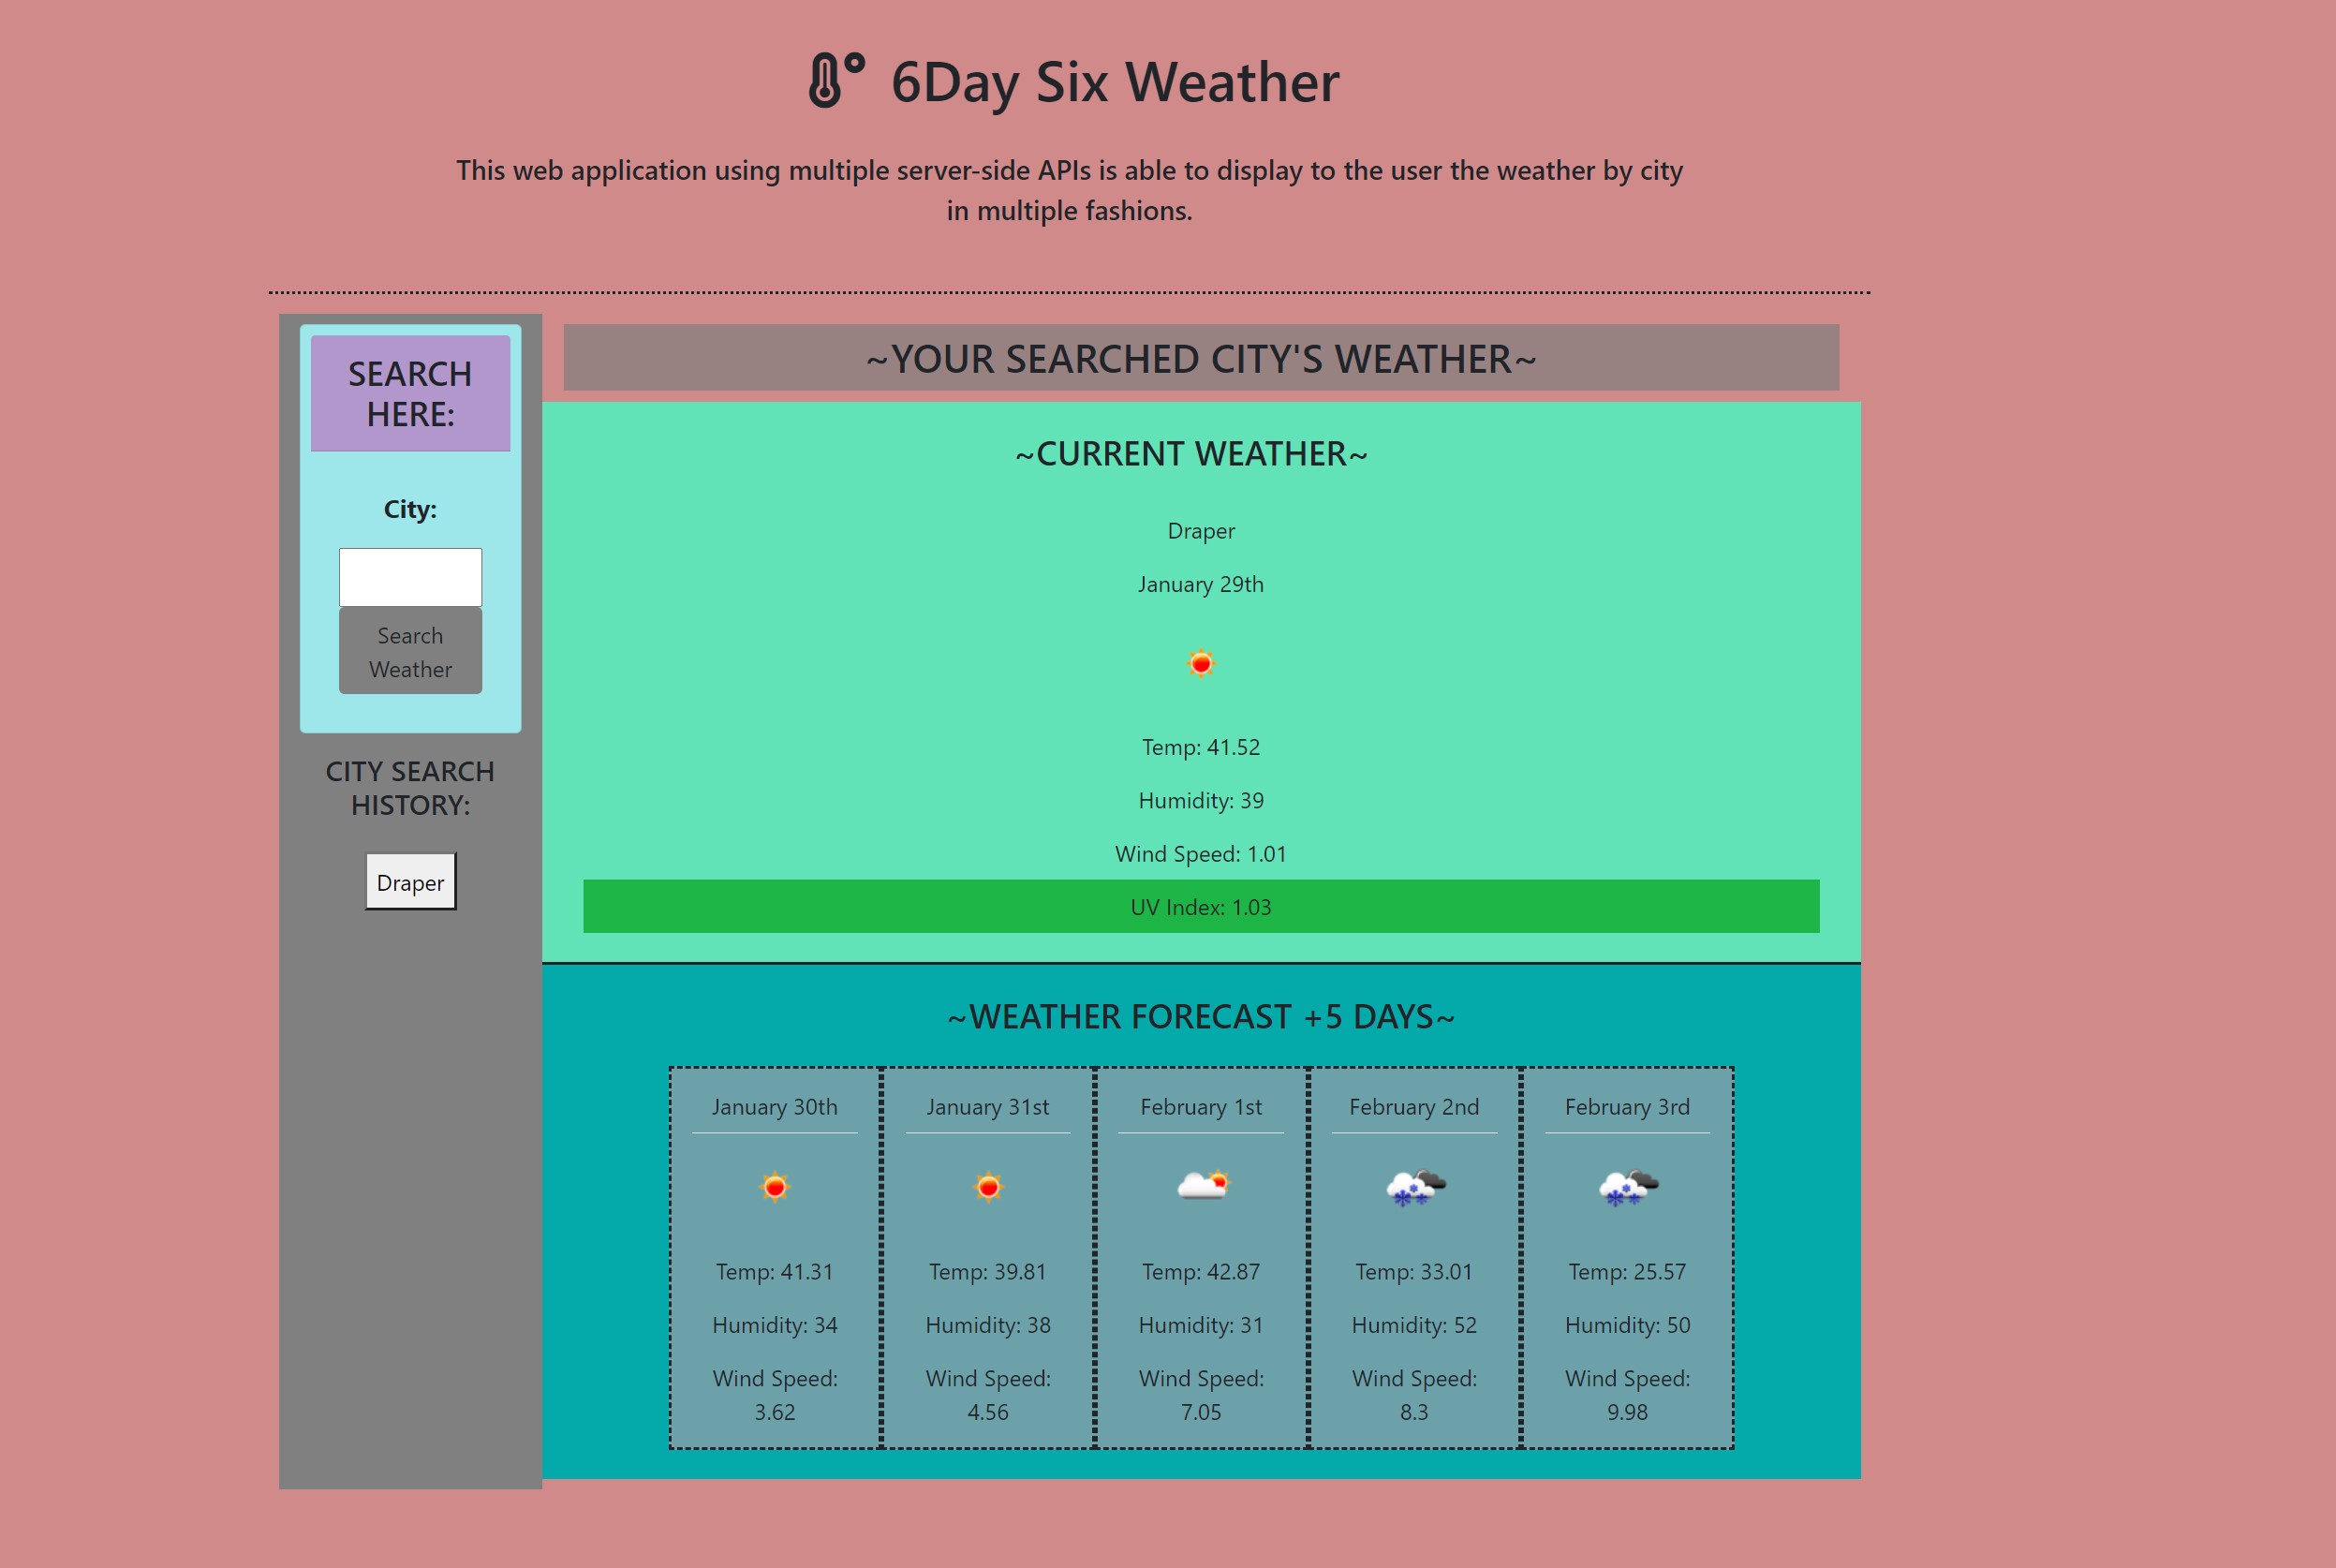 6Day Six Weather
This web application using multiple server-side APIs is able to display to the user the weather by city
in multiple fashions.
SEARCH
HERE:
City:
Search
Weather
CITY SEARCH
HISTORY:
Draper
~YOUR SEARCHED CITY'S WEATHER~
~CURRENT WEATHER~
Draper
January 29th
Temp: 41.52
Humidity: 39
Wind Speed: 1.01
UV Index: 1.03
~WEATHER FORECAST +5 DAYS~
January 30th
Temp: 41.31
Humidity: 34
Wind Speed:
3.62
January 31st
Temp: 39.81
Humidity: 38
Wind Speed:
4.56
February 1st
Temp: 42.87
Humidity: 31
Wind Speed:
7.05
February 2nd
Temp: 33.01
Humidity: 52
Wind Speed:
8.3
February 3rd
Temp: 25.57
Humidity: 50
Wind Speed:
9.98